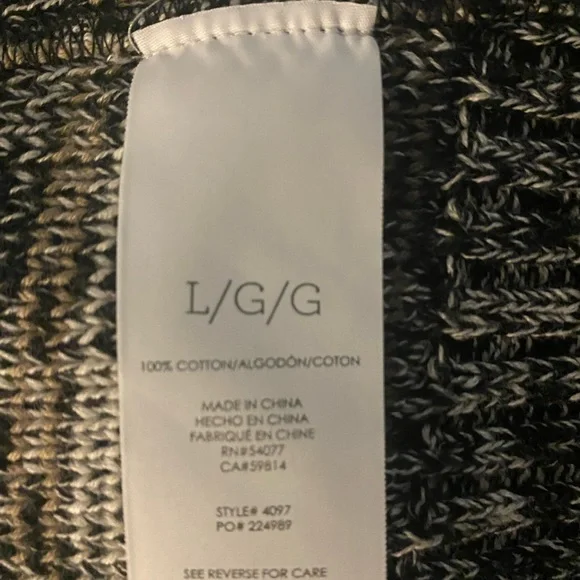 L/G/G
100% COTTON/ALGODÓN/COTON
MADE IN CHINA
HECHO EN CHINA
FABRIQUÉ EN CHINE
RN#54077
CA#59814
STYLE# 4097
PO# 224989
SEE REVERSE FOR CARE